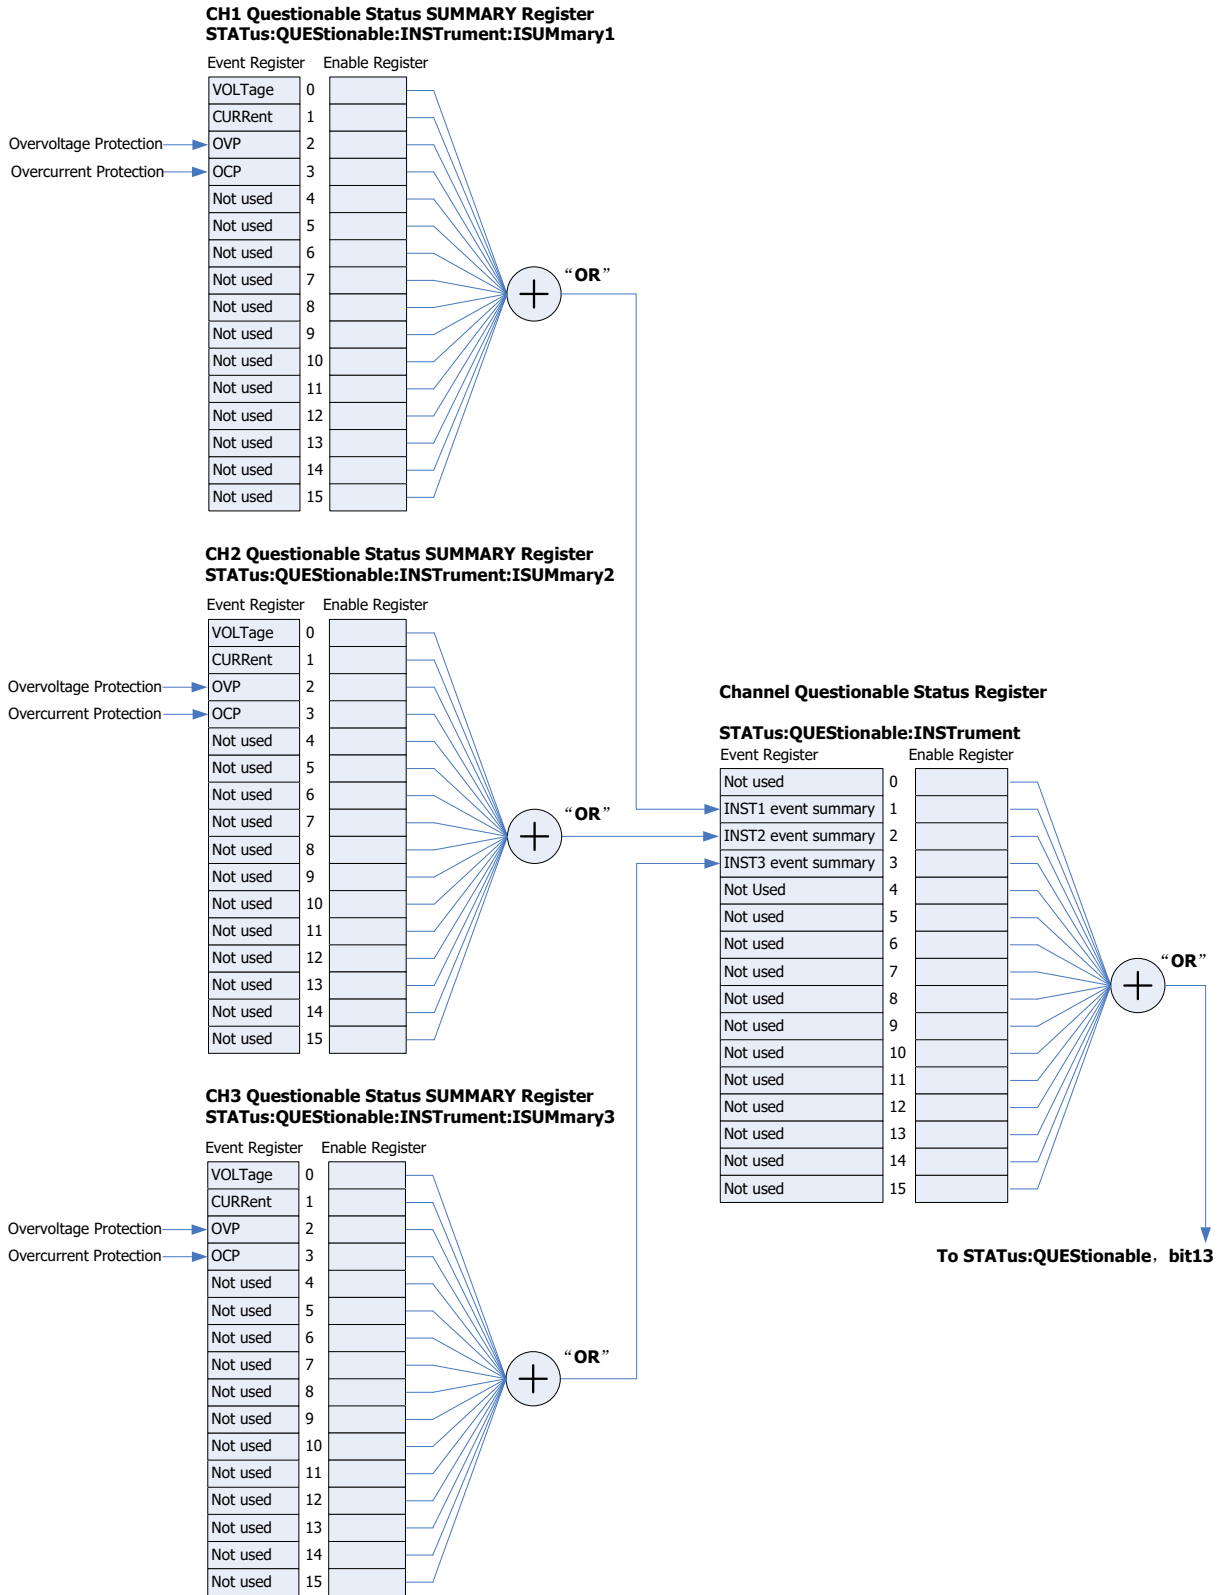 CH1 Questionable Status SUMMARY Register
STATus:QUEStionable:INSTrument:ISUMmary1
Event Register Enable Register
VOLTage 0
CURRent 1
Overvoltage Protection OVP 2
Overcurrent Protection OCP 3
Not used 4
Not used 5
Not used 6
Not used 7
Not used 8
Not used 9
Not used 10
Not used 11
Not used 12
Not used 13
Not used 14
Not used 15
“OR”
CH2 Questionable Status SUMMARY Register
STATus:QUEStionable:INSTrument:ISUMmary2
Event Register Enable Register
VOLTage 0
CURRent 1
Overvoltage Protection OVP 2
Overcurrent Protection OCP 3
Not used 4
Not used 5
Not used 6
Not used 7
Not used 8
Not used 9
Not used 10
Not used 11
Not used 12
Not used 13
Not used 14
Not used 15
“OR”
CH3 Questionable Status SUMMARY Register
STATus:QUEStionable:INSTrument:ISUMmary3
Event Register Enable Register
VOLTage 0
CURRent 1
Overvoltage Protection OVP 2
Overcurrent Protection OCP 3
Not used 4
Not used 5
Not used 6
Not used 7
Not used 8
Not used 9
Not used 10
Not used 11
Not used 12
Not used 13
Not used 14
Not used 15
“OR”
Channel Questionable Status Register
STATus:QUEStionable:INSTrument
Event Register Enable Register
Not used 0
INST1 event summary 1
INST2 event summary 2
INST3 event summary 3
Not Used 4
Not used 5
Not used 6
Not used 7
Not used 8
Not used 9
Not used 10
Not used 11
Not used 12
Not used 13
Not used 14
Not used 15
“OR”
To STATus:QUEStionable，bit13